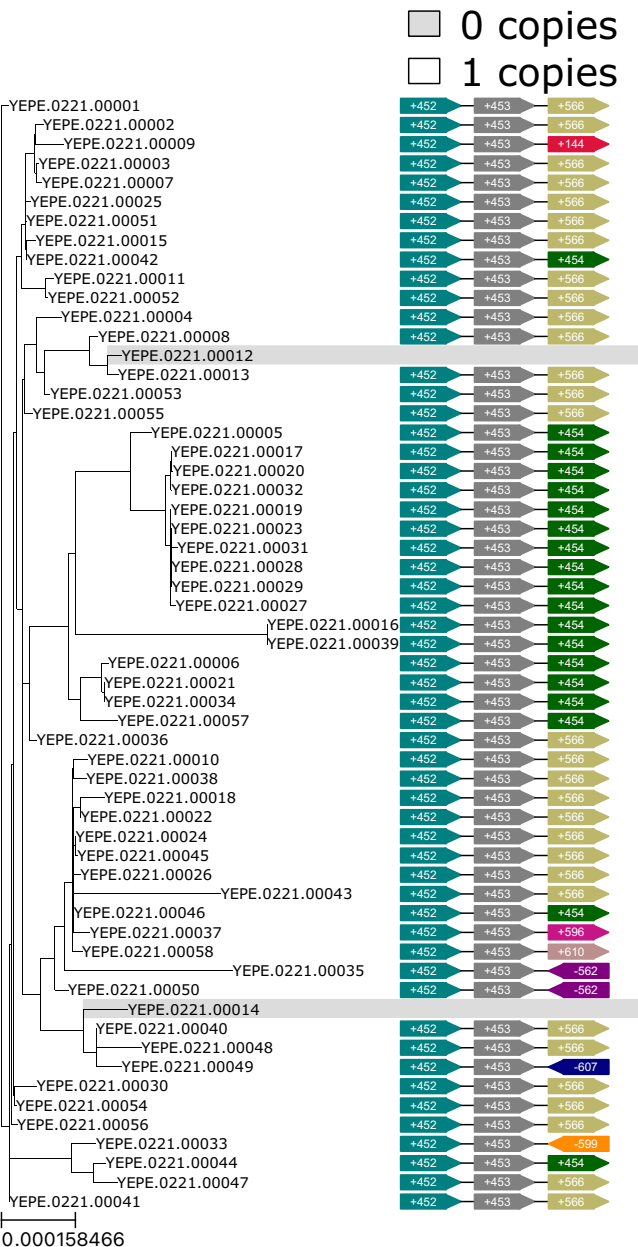 0 copies
1 copies
YEPE.0221.00001 +452 +453 +566
YEPE.0221.00002 +452 +453 +566
YEPE.0221.00009 +452 +453 +144
YEPE.0221.00003 +452 +453 +566
YEPE.0221.00007 +452 +453 +566
YEPE.0221.00025 +452 +453 +566
YEPE.0221.00051 +452 +453 +566
YEPE.0221.00015 +452 +453 +566
YEPE.0221.00042 +452 +453 +454
YEPE.0221.00011 +452 +453 +566
YEPE.0221.00052 +452 +453 +566
YEPE.0221.00004 +452 +453 +566
YEPE.0221.00008 +452 +453 +566
YEPE.0221.00012
YEPE.0221.00013 +452 +453 +566
YEPE.0221.00053 +452 +453 +566
YEPE.0221.00055 +452 +453 +566
YEPE.0221.00005 +452 +453 +454
YEPE.0221.00017 +452 +453 +454
YEPE.0221.00020 +452 +453 +454
YEPE.0221.00032 +452 +453 +454
YEPE.0221.00019 +452 +453 +454
YEPE.0221.00023 +452 +453 +454
YEPE.0221.00031 +452 +453 +454
YEPE.0221.00028 +452 +453 +454
YEPE.0221.00029 +452 +453 +454
YEPE.0221.00027 +452 +453 +454
YEPE.0221.00016 +452 +453 +454
YEPE.0221.00039 +452 +453 +454
YEPE.0221.00006 +452 +453 +454
YEPE.0221.00021 +452 +453 +454
YEPE.0221.00034 +452 +453 +454
YEPE.0221.00057 +452 +453 +454
YEPE.0221.00036 +452 +453 +566
YEPE.0221.00010 +452 +453 +566
YEPE.0221.00038 +452 +453 +566
YEPE.0221.00018 +452 +453 +566
YEPE.0221.00022 +452 +453 +566
YEPE.0221.00024 +452 +453 +566
YEPE.0221.00045 +452 +453 +566
YEPE.0221.00026 +452 +453 +566
YEPE.0221.00043 +452 +453 +566
YEPE.0221.00046 +452 +453 +454
YEPE.0221.00037 +452 +453 +596
YEPE.0221.00058 +452 +453 +610
YEPE.0221.00035 +452 +453 -562
YEPE.0221.00050 +452 +453 -562
YEPE.0221.00014
YEPE.0221.00040 +452 +453 +566
YEPE.0221.00048 +452 +453 +566
YEPE.0221.00049 +452 +453 -607
YEPE.0221.00030 +452 +453 +566
YEPE.0221.00054 +452 +453 +566
YEPE.0221.00056 +452 +453 +566
YEPE.0221.00033 +452 +453 -599
YEPE.0221.00044 +452 +453 +454
YEPE.0221.00047 +452 +453 +566
YEPE.0221.00041 +452 +453 +566
0.000158466